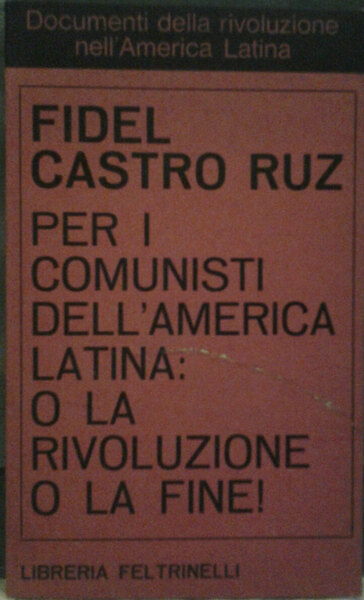 Documenti della rivoluzione
nell'America Latina
FIDEL
CASTRO RUZ
PER I
COMUNISTI
DELL'AMERICA
LATINA:
O LA
RIVOLUZIONE
O LA FINE!
LIBRERIA FELTRINELLI